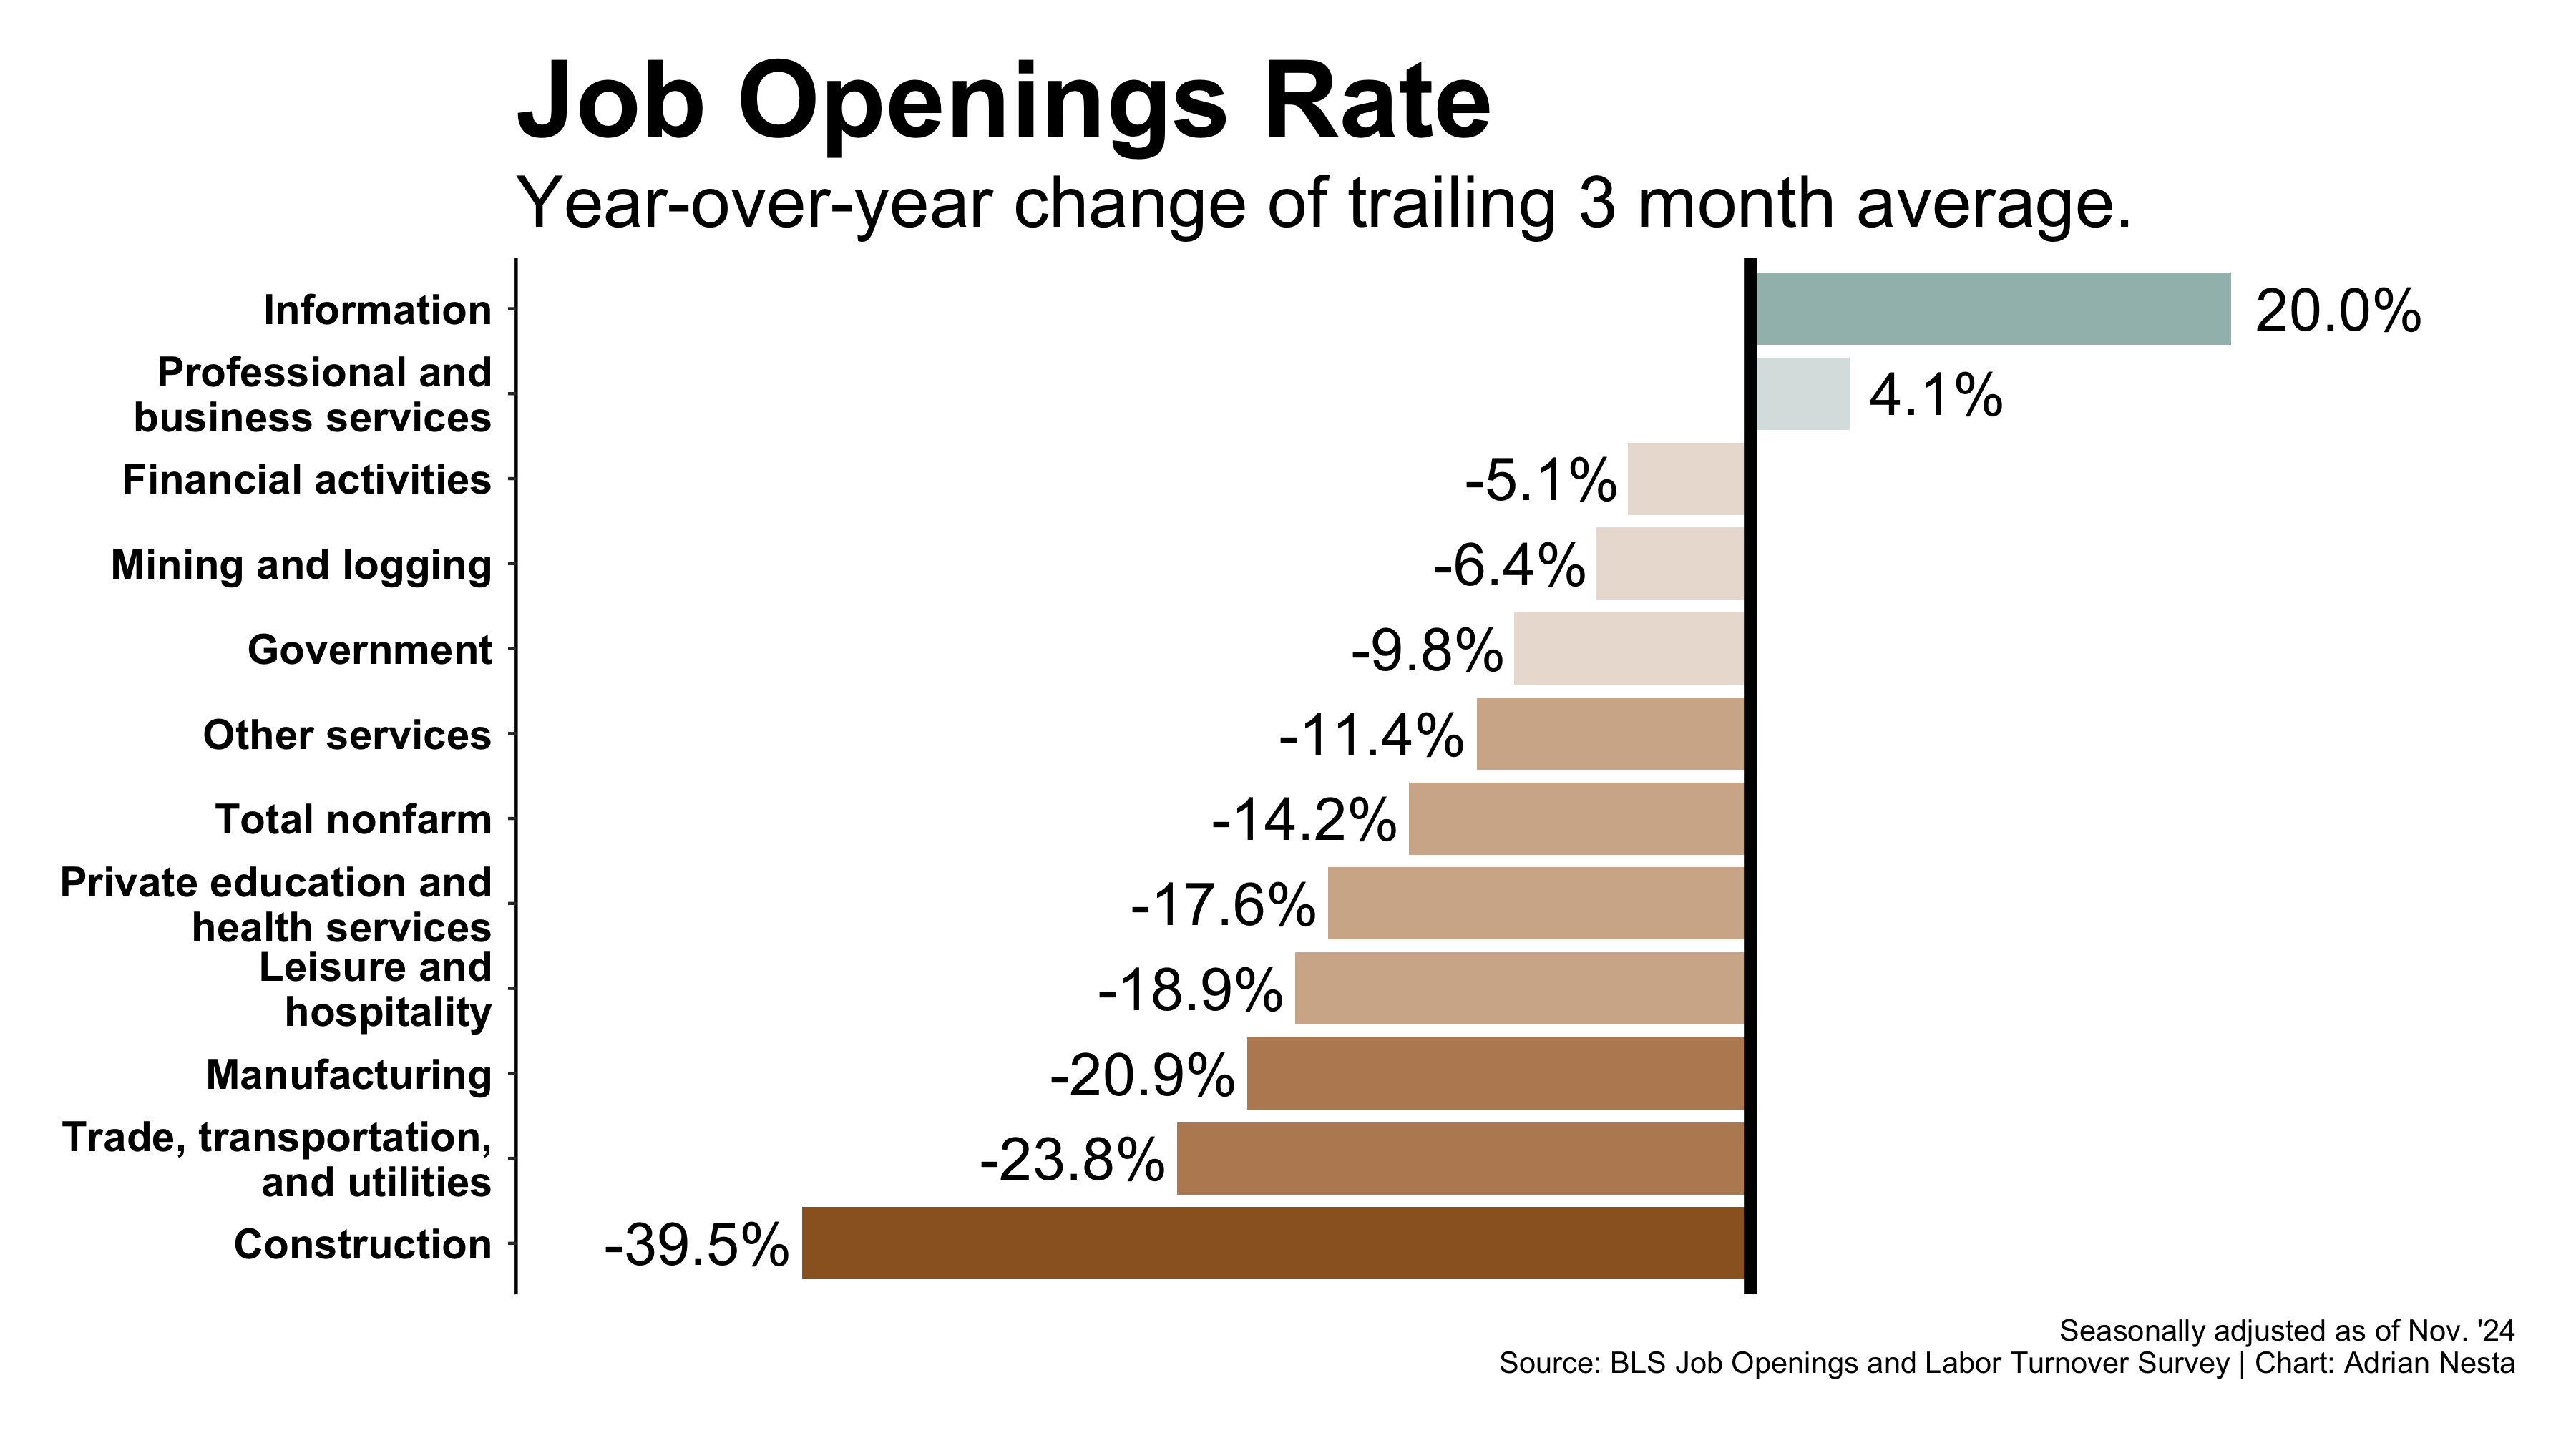 Job Openings Rate
Year-over-year change of trailing 3 month average.
Information
20.0%
Professional and
business services
4.1%
Financial activities
-5.1%
Mining and logging
-6.4%
Government
-9.8%
Other services
-11.4%
Total nonfarm
-14.2%
Private education and
health services
-17.6%
Leisure and
hospitality
-18.9%
Manufacturing
-20.9%
Trade, transportation,
and utilities
-23.8%
Construction
-39.5%
Seasonally adjusted as of Nov. '24
Source: BLS Job Openings and Labor Turnover Survey | Chart: Adrian Nesta